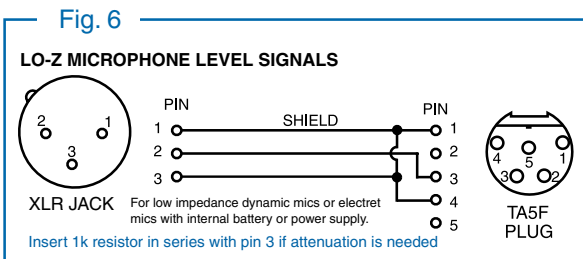 Fig. 6
LO-Z MICROPHONE LEVEL SIGNALS
PIN
SHIELD
PIN
1
1
2
2
3
3
4
5
2
1
3
XLR JACK
4
5
1
3
2
TA5F
PLUG
For low impedance dynamic mics or electret
mics with internal battery or power supply.
Insert 1k resistor in series with pin 3 if attenuation is needed